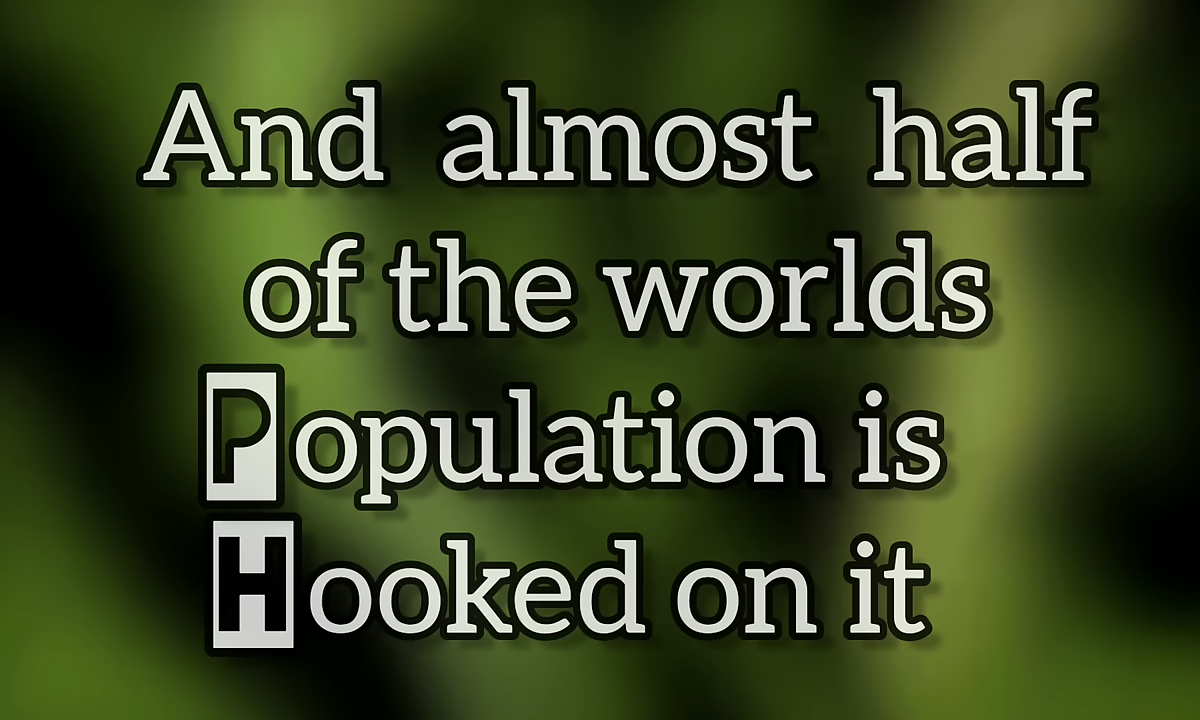 And almost half
of the worlds
Population is
Hooked on it